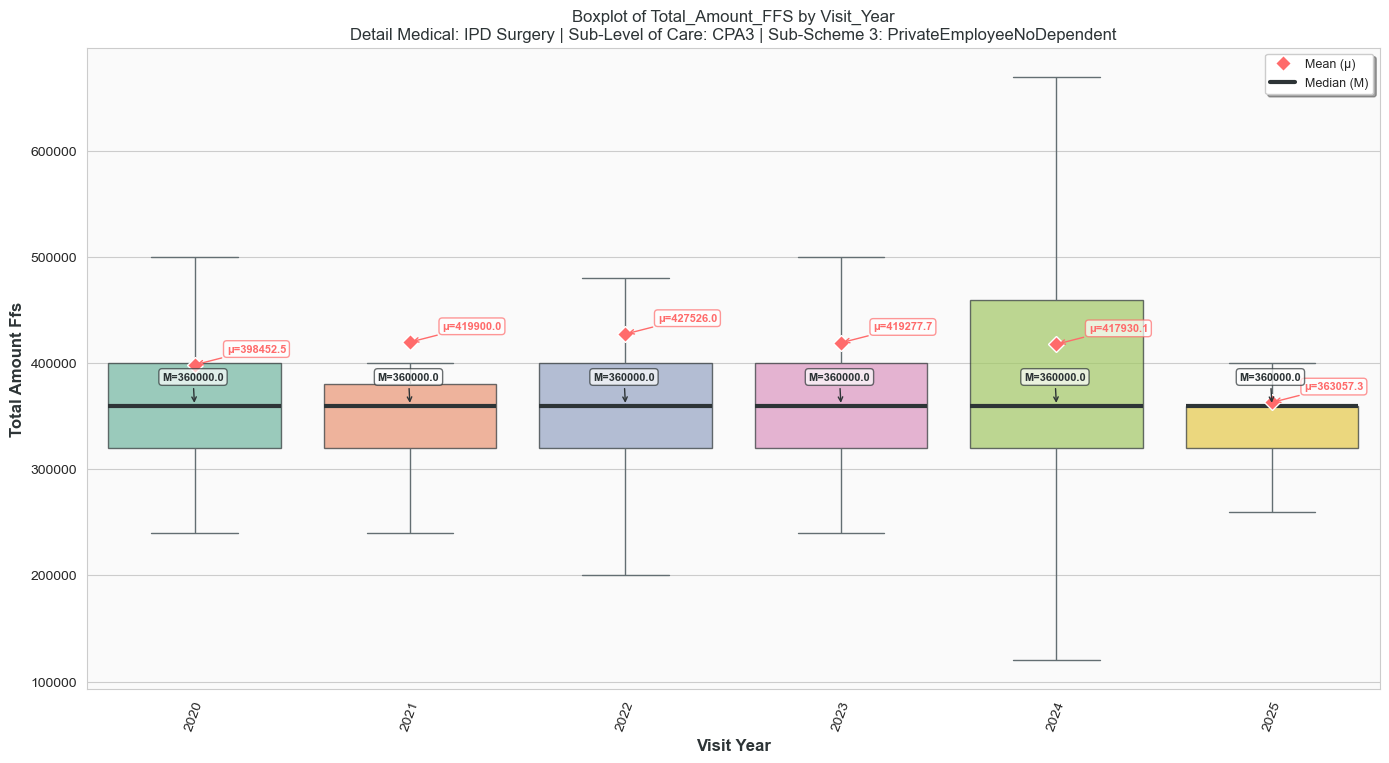 Boxplot of Total_Amount_FFS by Visit_Year
Detail Medical: IPD Surgery | Sub-Level of Care: CPA3 | Sub-Scheme 3: PrivateEmployeeNoDependent
Mean (μ)
Median (M)
Total Amount Ffs
600000
500000
400000
300000
200000
100000
μ=398452.5
μ=419900.0
μ=427526.0
μ=419277.7
μ=417930.1
μ=363057.3
M=360000.0
M=360000.0
M=360000.0
M=360000.0
M=360000.0
M=360000.0
2020
2021
2022
2023
2024
2025
Visit Year